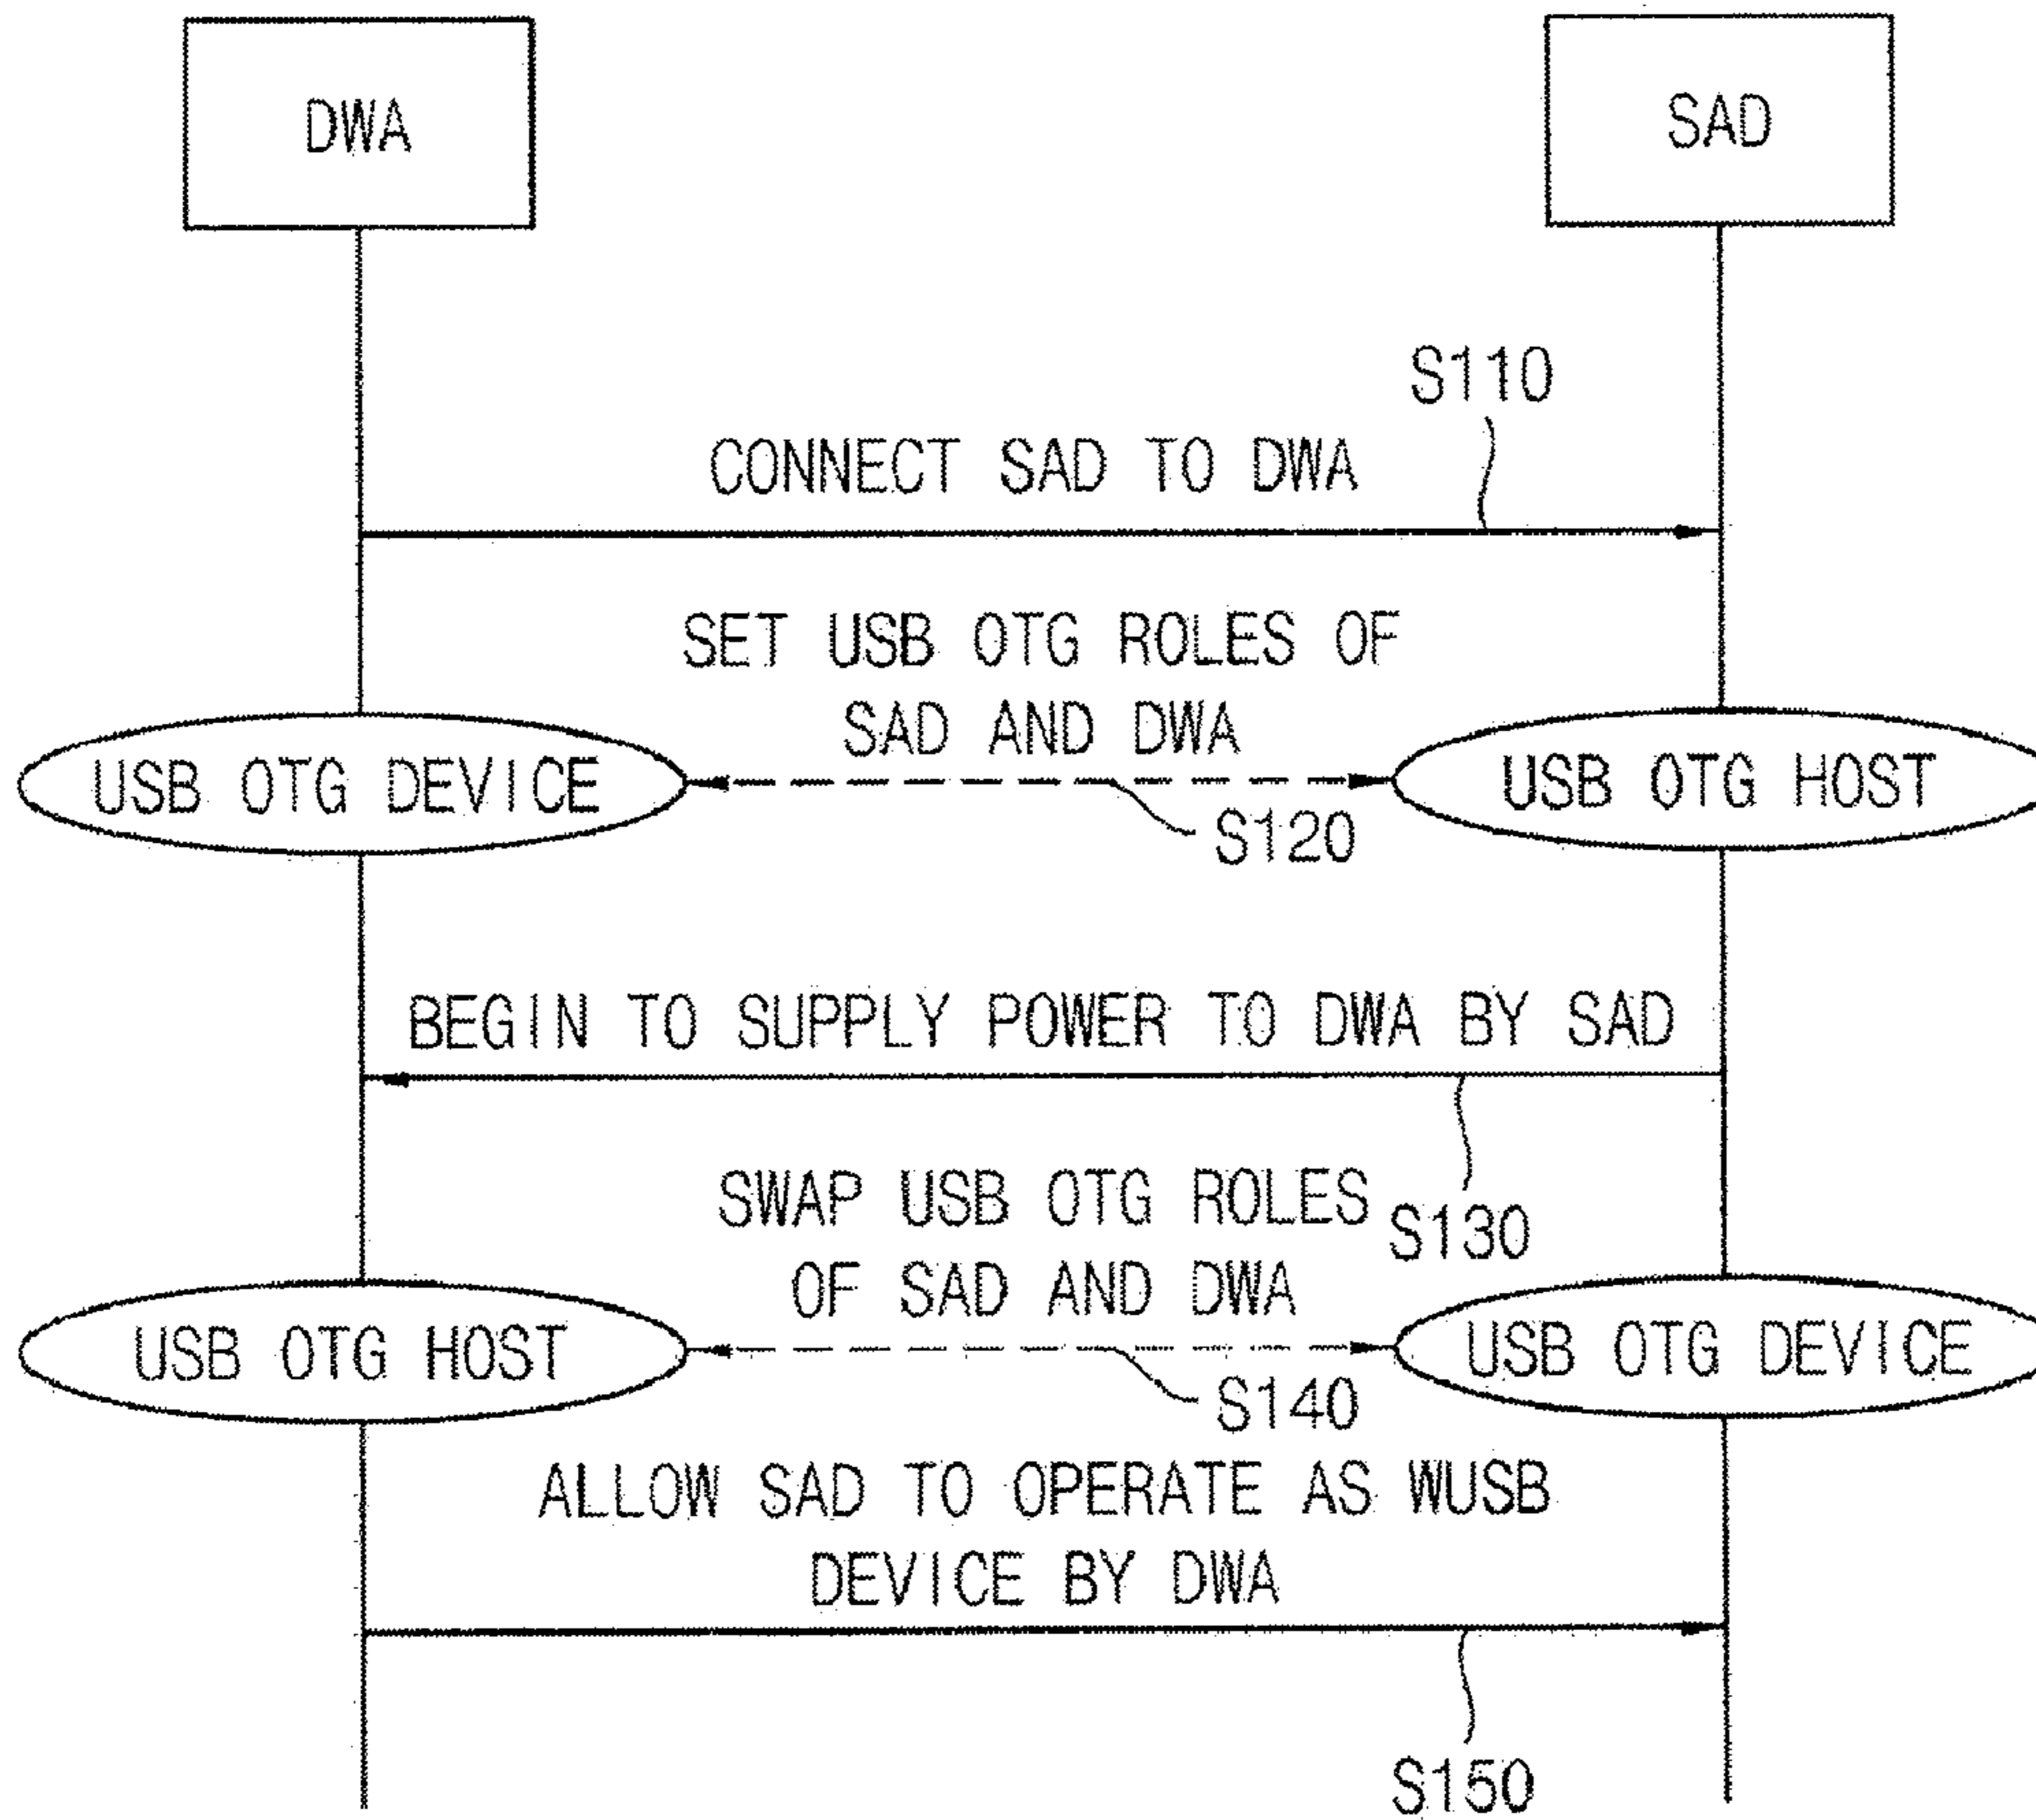 DWA
SAD
S110
CONNECT SAD TO DWA
SET USB OTG ROLES OF
SAD AND DWA
USB OTG DEVICE
USB OTG HOST
S120
BEGIN TO SUPPLY POWER TO DWA BY SAD
SWAP USB OTG ROLES
S130
OF SAD AND DWA
USB OTG HOST
USB OTG DEVICE
S140
ALLOW SAD TO OPERATE AS WUSB
DEVICE BY DWA
S150